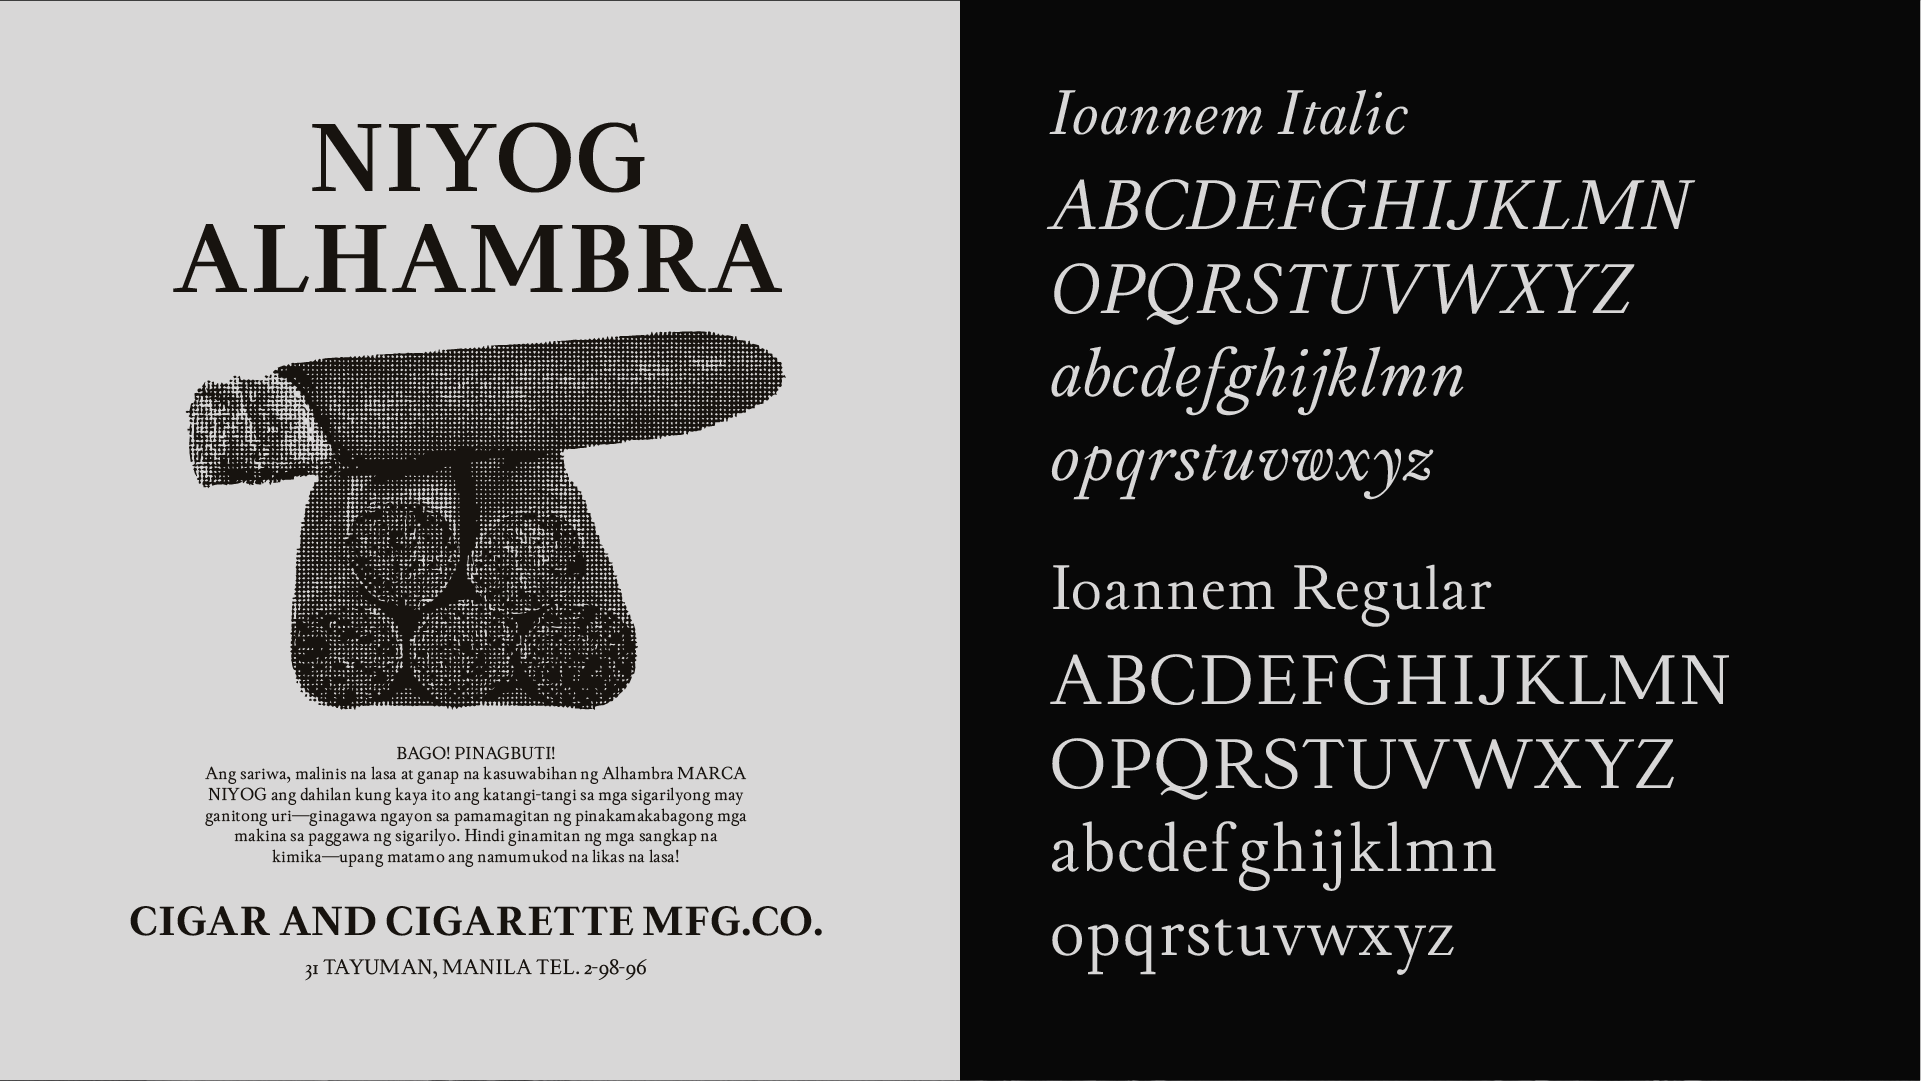 NIYOG
ALHAMBRA
BAGO! PINAGBUTI!
Ang sariwa, malinis na lasa at ganap na kasuwabihan ng Alhambra MARCA
NIYOG ang dahilan kung kaya ito ang katangi-tangi sa mga sigarilyong may
ganitong uri—ginagawa ngayon sa pamamagitan ng pinakamakabagong mga
makina sa paggawa ng sigarilyo. Hindi ginamitan ng mga sangkap na
kimika—upang matamo ang namumukod na likas na lasa!
CIGAR AND CIGARETTE MFG.CO.
31 TAYUMAN, MANILA TEL. 2-98-96
Ioannem Italic
ABCDEFGHIJKLMN
OPQRSTUVWXYZ
abcdefghijklmn
opqrstuvwxyz
Ioannem Regular
ABCDEFGHIJKLMN
OPQRSTUVWXYZ
abcdefghijklmn
opqrstuvwxyz